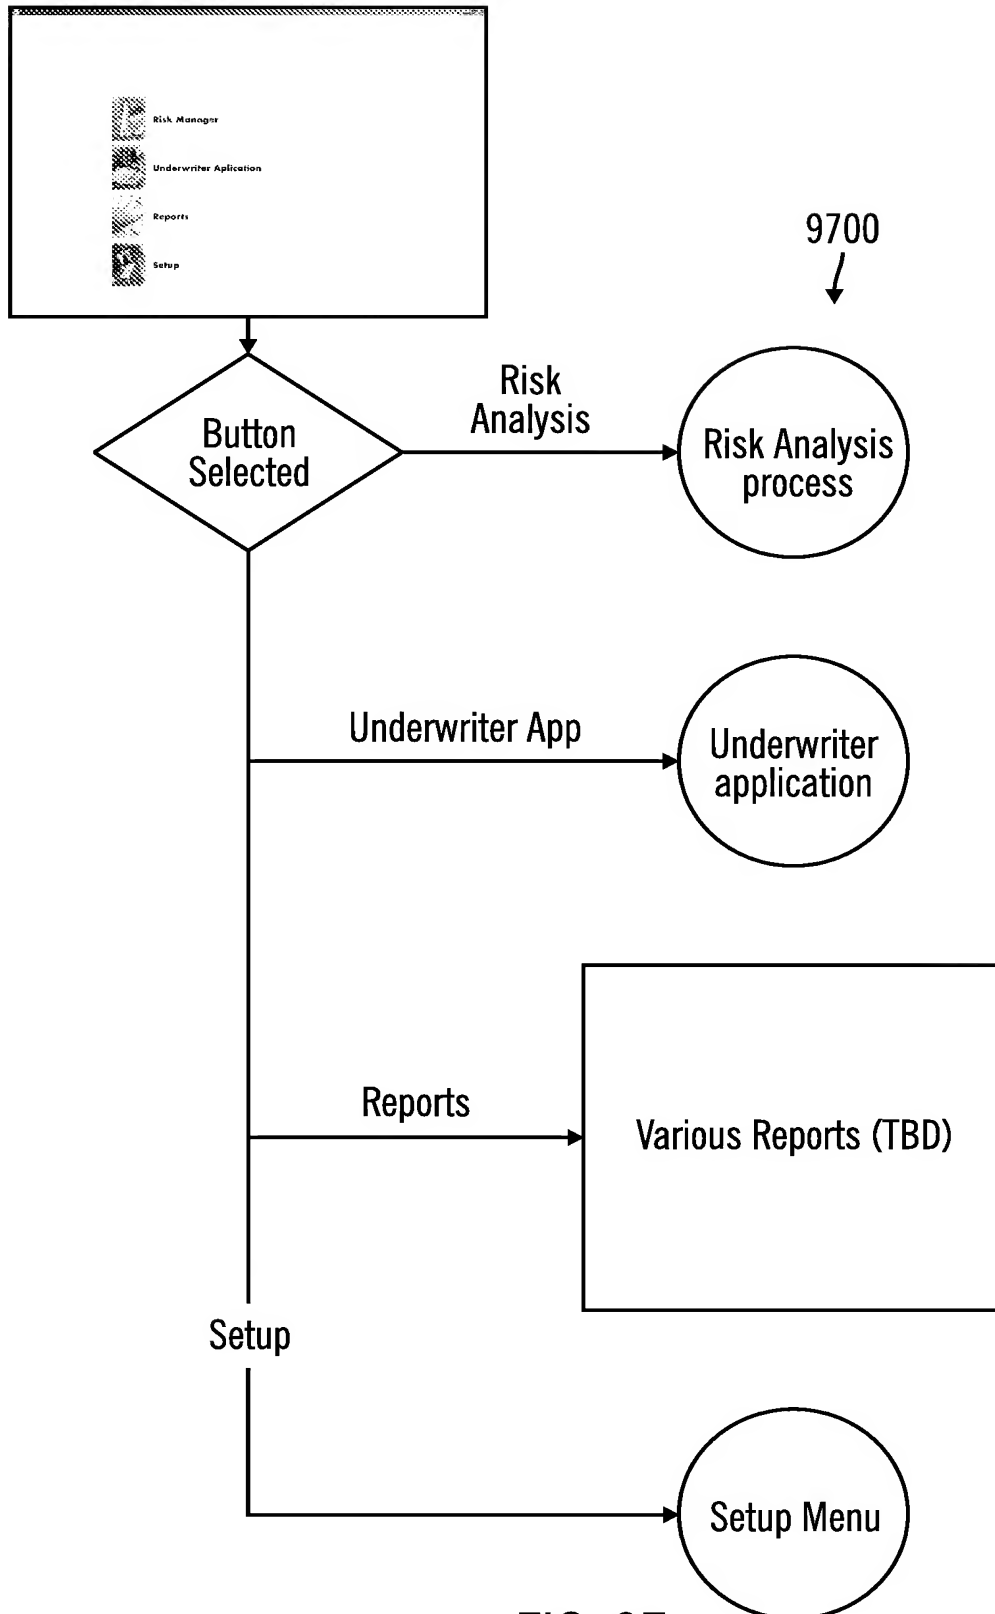 Risk Manager
Underwriter Aplication
Reports
Setup
9700
Button
Selected
Risk
Analysis
Risk Analysis
process
Underwriter App
Underwriter
application
Reports
Various Reports (TBD)
Setup
Setup Menu